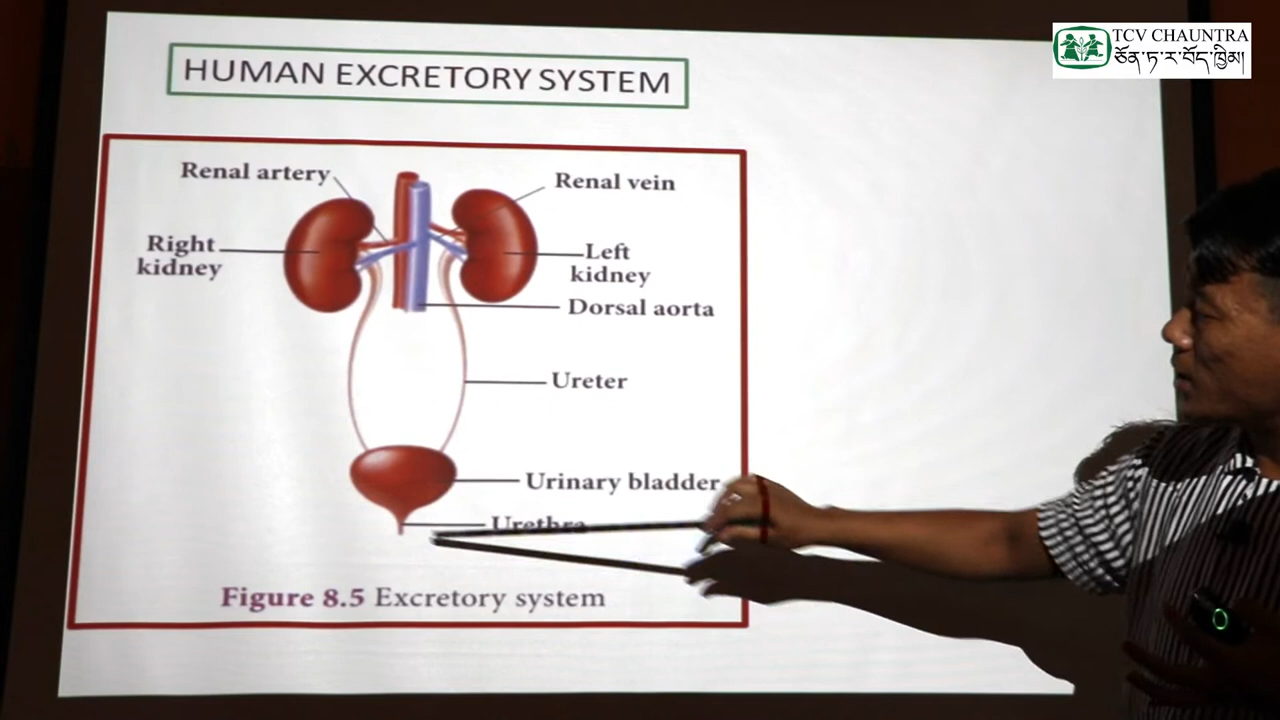 TCV CHAUNTRA
ཅོན་ཏ་ར་བོད་ཁྱིམ།
HUMAN EXCRETORY SYSTEM
Renal artery
Renal vein
Right
kidney
Left
kidney
Dorsal aorta
Ureter
Urinary bladder
Urethra
Figure 8.5 Excretory system